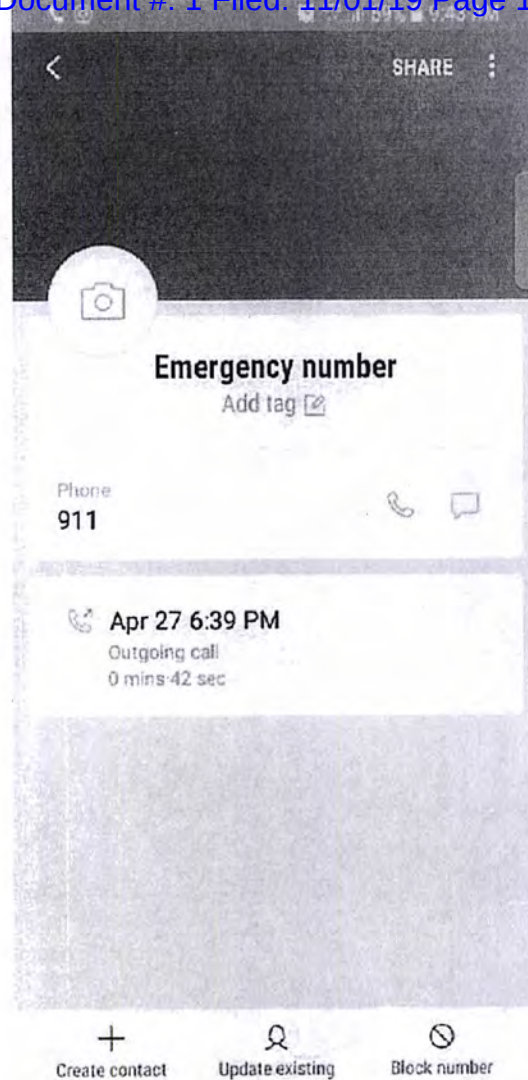 Document #: 1 Filed: 11/01/19 Page 1
SHARE
Emergency number
Add tag
Phone
911
Apr 27 6:39 PM
Outgoing call
0 mins 42 sec
Create contact
Update existing
Block number